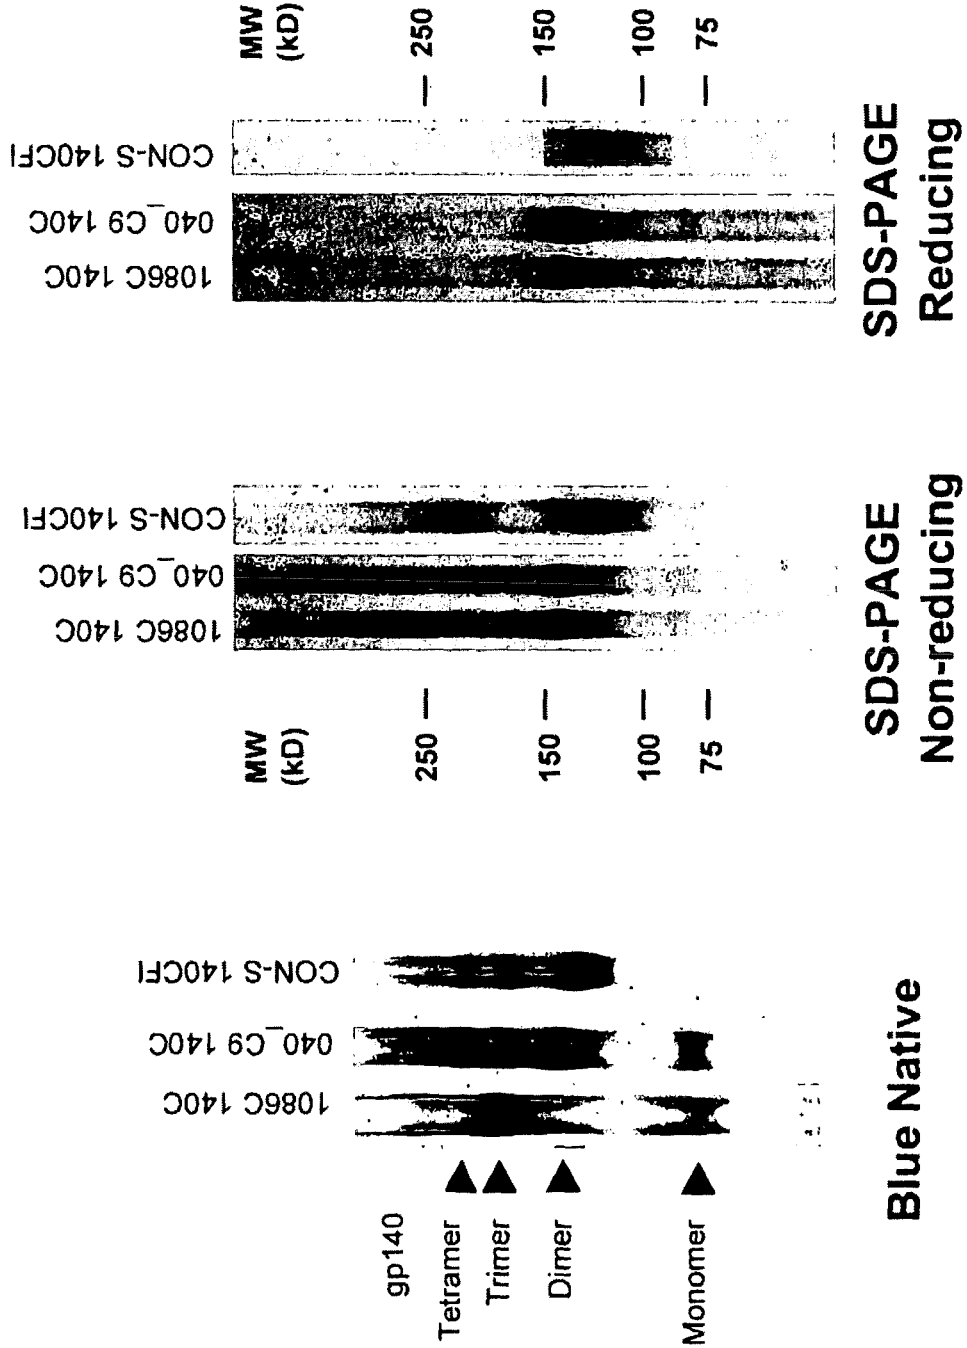 gp140
Tetramer
Trimer
Dimer
Monomer
1086C 140C
040_C9 140C
CON-S 140CFI
Blue Native
MW
(kD)
250
150
100
75
1086C 140C
040_C9 140C
CON-S 140CFI
SDS-PAGE
Non-reducing
1086C 140C
040_C9 140C
CON-S 140CFI
MW
(kD)
250
150
100
75
SDS-PAGE
Reducing